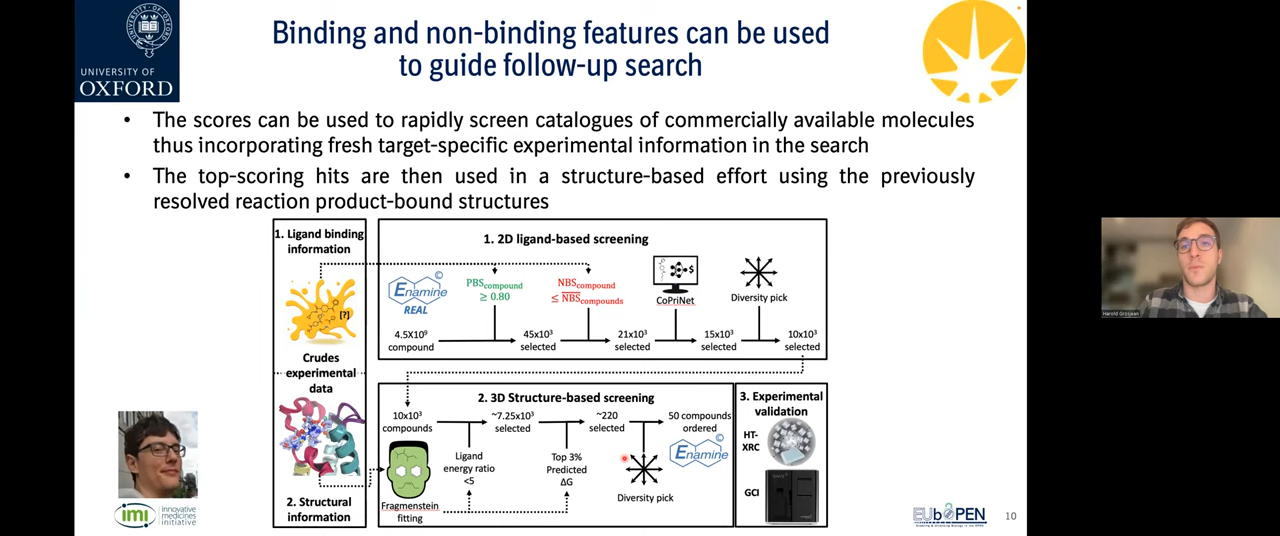 UNIVERSITY OF
OXFORD
Binding and non-binding features can be used
to guide follow-up search
• The scores can be used to rapidly screen catalogues of commercially available molecules
thus incorporating fresh target-specific experimental information in the search
• The top-scoring hits are then used in a structure-based effort using the previously
resolved reaction product-bound structures
1. Ligand binding
information
[?]
Crudes
experimental
data
2. Structural
information
1. 2D ligand-based screening
Enamine ©
REAL
PBScompound
≥ 0.80
NBScompound
≤ N̅B̅S̅compounds
$
CoPriNet
Diversity pick
4.5X10⁹
compound
45x10³
selected
21x10³
selected
15x10³
selected
10x10³
selected
2. 3D Structure-based screening
10x10³
compounds
~7.25x10³
selected
~220
selected
50 compounds
ordered
Enamine ©
Ligand
energy ratio
<5
Top 3%
Predicted
ΔG
Diversity pick
Fragmenstein
fitting
3. Experimental
validation
HT-
XRC
GCI
imi innovative
medicines
initiative
EUbOPEN
10
Harold Grosjean